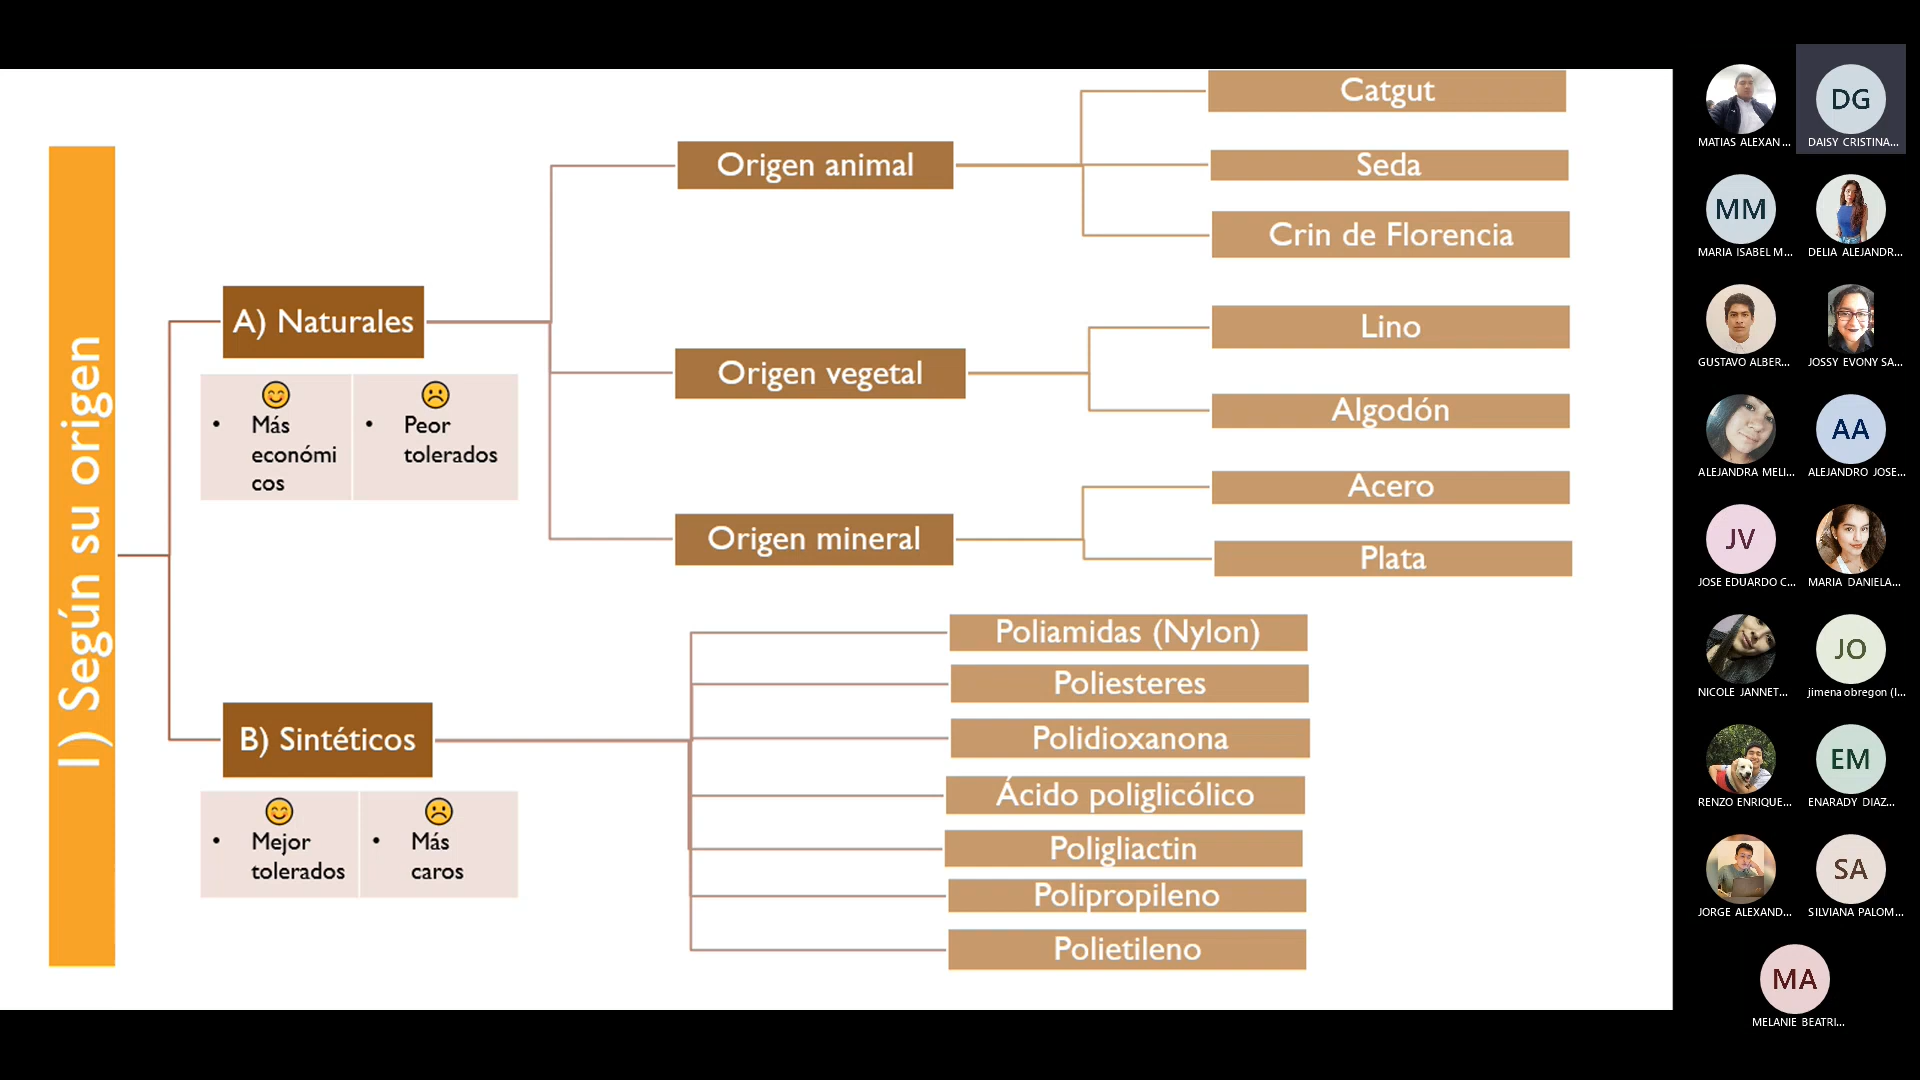 I) Según su origen
A) Naturales
😊
• Más
económi
cos
☹
• Peor
tolerados
Origen animal
Catgut
Seda
Crin de Florencia
Origen vegetal
Lino
Algodón
Origen mineral
Acero
Plata
B) Sintéticos
😊
• Mejor
tolerados
☹
• Más
caros
Poliamidas (Nylon)
Poliesteres
Polidioxanona
Ácido poliglicólico
Poligliactin
Polipropileno
Polietileno
MATIAS ALEXAN...
DG
DAISY CRISTINA...
MM
MARIA ISABEL M...
DELIA ALEJANDR...
GUSTAVO ALBER...
JOSSY EVONY SA...
ALEJANDRA MELI...
AA
ALEJANDRO JOSE...
JV
JOSE EDUARDO C...
MARIA DANIELA...
NICOLE JANNET...
JO
jimena obregon (I...
RENZO ENRIQUE...
EM
ENARADY DIAZ...
JORGE ALEXAND...
SA
SILVIANA PALOM...
MA
MELANIE BEATRI...